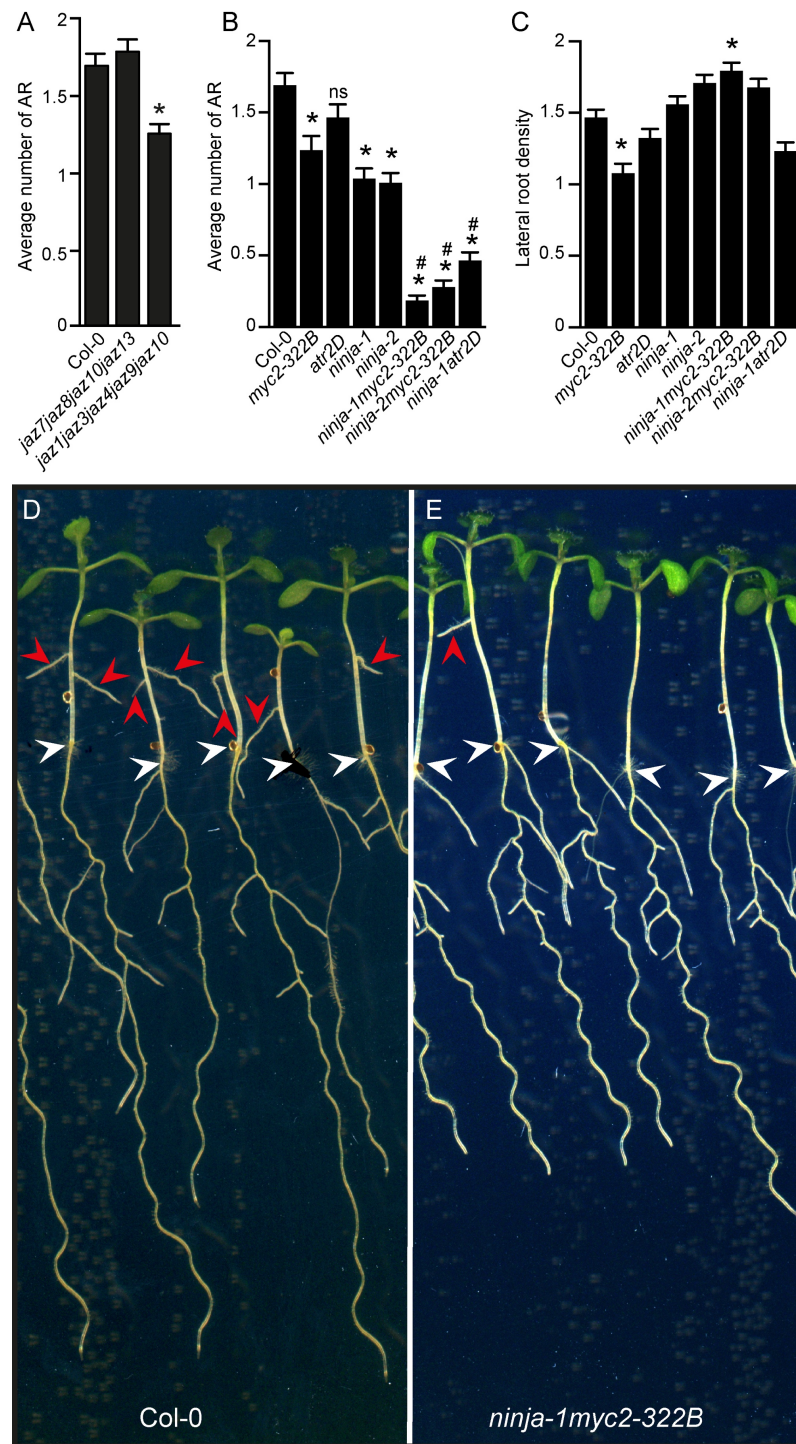 A
Average number of AR
2
1.5
1
0.5
0
*
Col-0
jaz7jaz8jaz10jaz13
jaz1jaz3jaz4jaz9jaz10
B
Average number of AR
2
1.5
1
0.5
0
*
ns
*
*
#
*
#
*
#
*
Col-0
myc2-322B
atr2D
ninja-1
ninja-2
ninja-1myc2-322B
ninja-2myc2-322B
ninja-1atr2D
C
Lateral root density
2
1.5
1
0.5
0
*
*
Col-0
myc2-322B
atr2D
ninja-1
ninja-2
ninja-1myc2-322B
ninja-2myc2-322B
ninja-1atr2D
D
Col-0
E
ninja-1myc2-322B